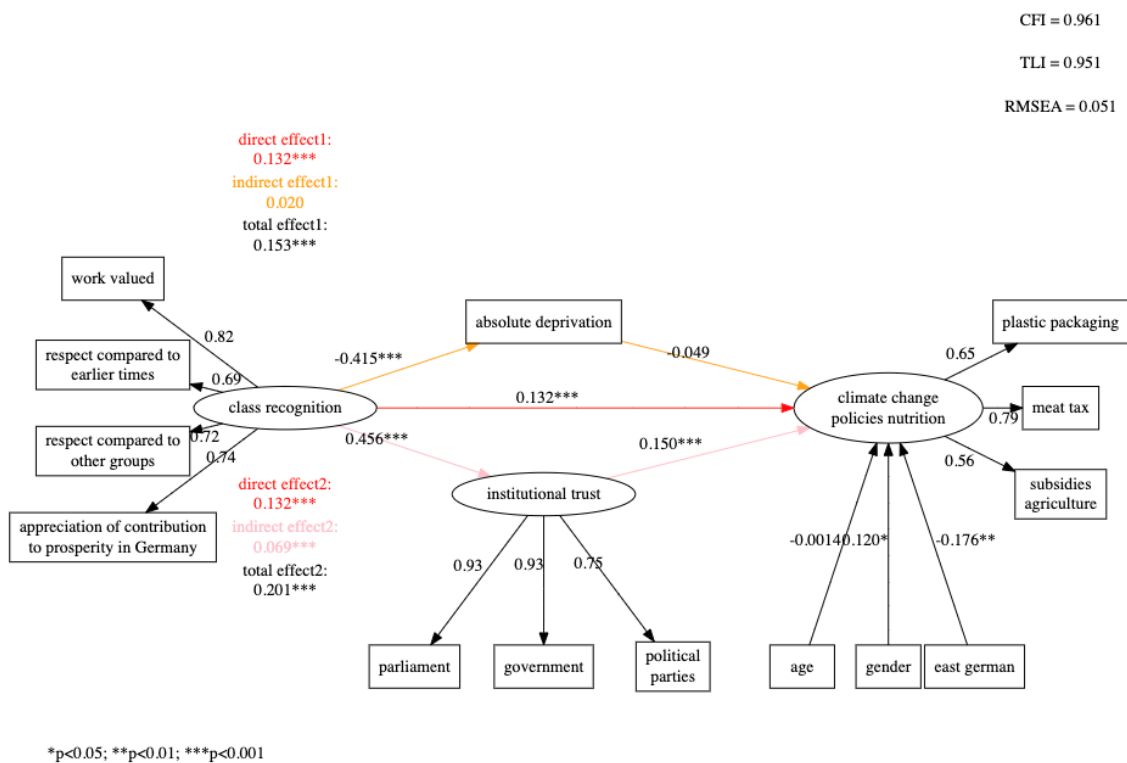 CFI = 0.961
TLI = 0.951
RMSEA = 0.051
direct effect1:
0.132***
indirect effect1:
0.020
total effect1:
0.153***
work valued
respect compared to
earlier times
respect compared to
other groups
appreciation of contribution
to prosperity in Germany
0.82
0.69
0.72
0.74
class recognition
absolute deprivation
-0.415***
-0.049
0.132***
0.456***
0.150***
institutional trust
climate change
policies nutrition
plastic packaging
0.65
meat tax
0.79
0.56
subsidies
agriculture
direct effect2:
0.132***
indirect effect2:
0.069***
total effect2:
0.201***
0.93
0.93
0.75
parliament
government
political
parties
-0.0014
0.120*
-0.176**
age
gender
east german
*p<0.05; **p<0.01; ***p<0.001